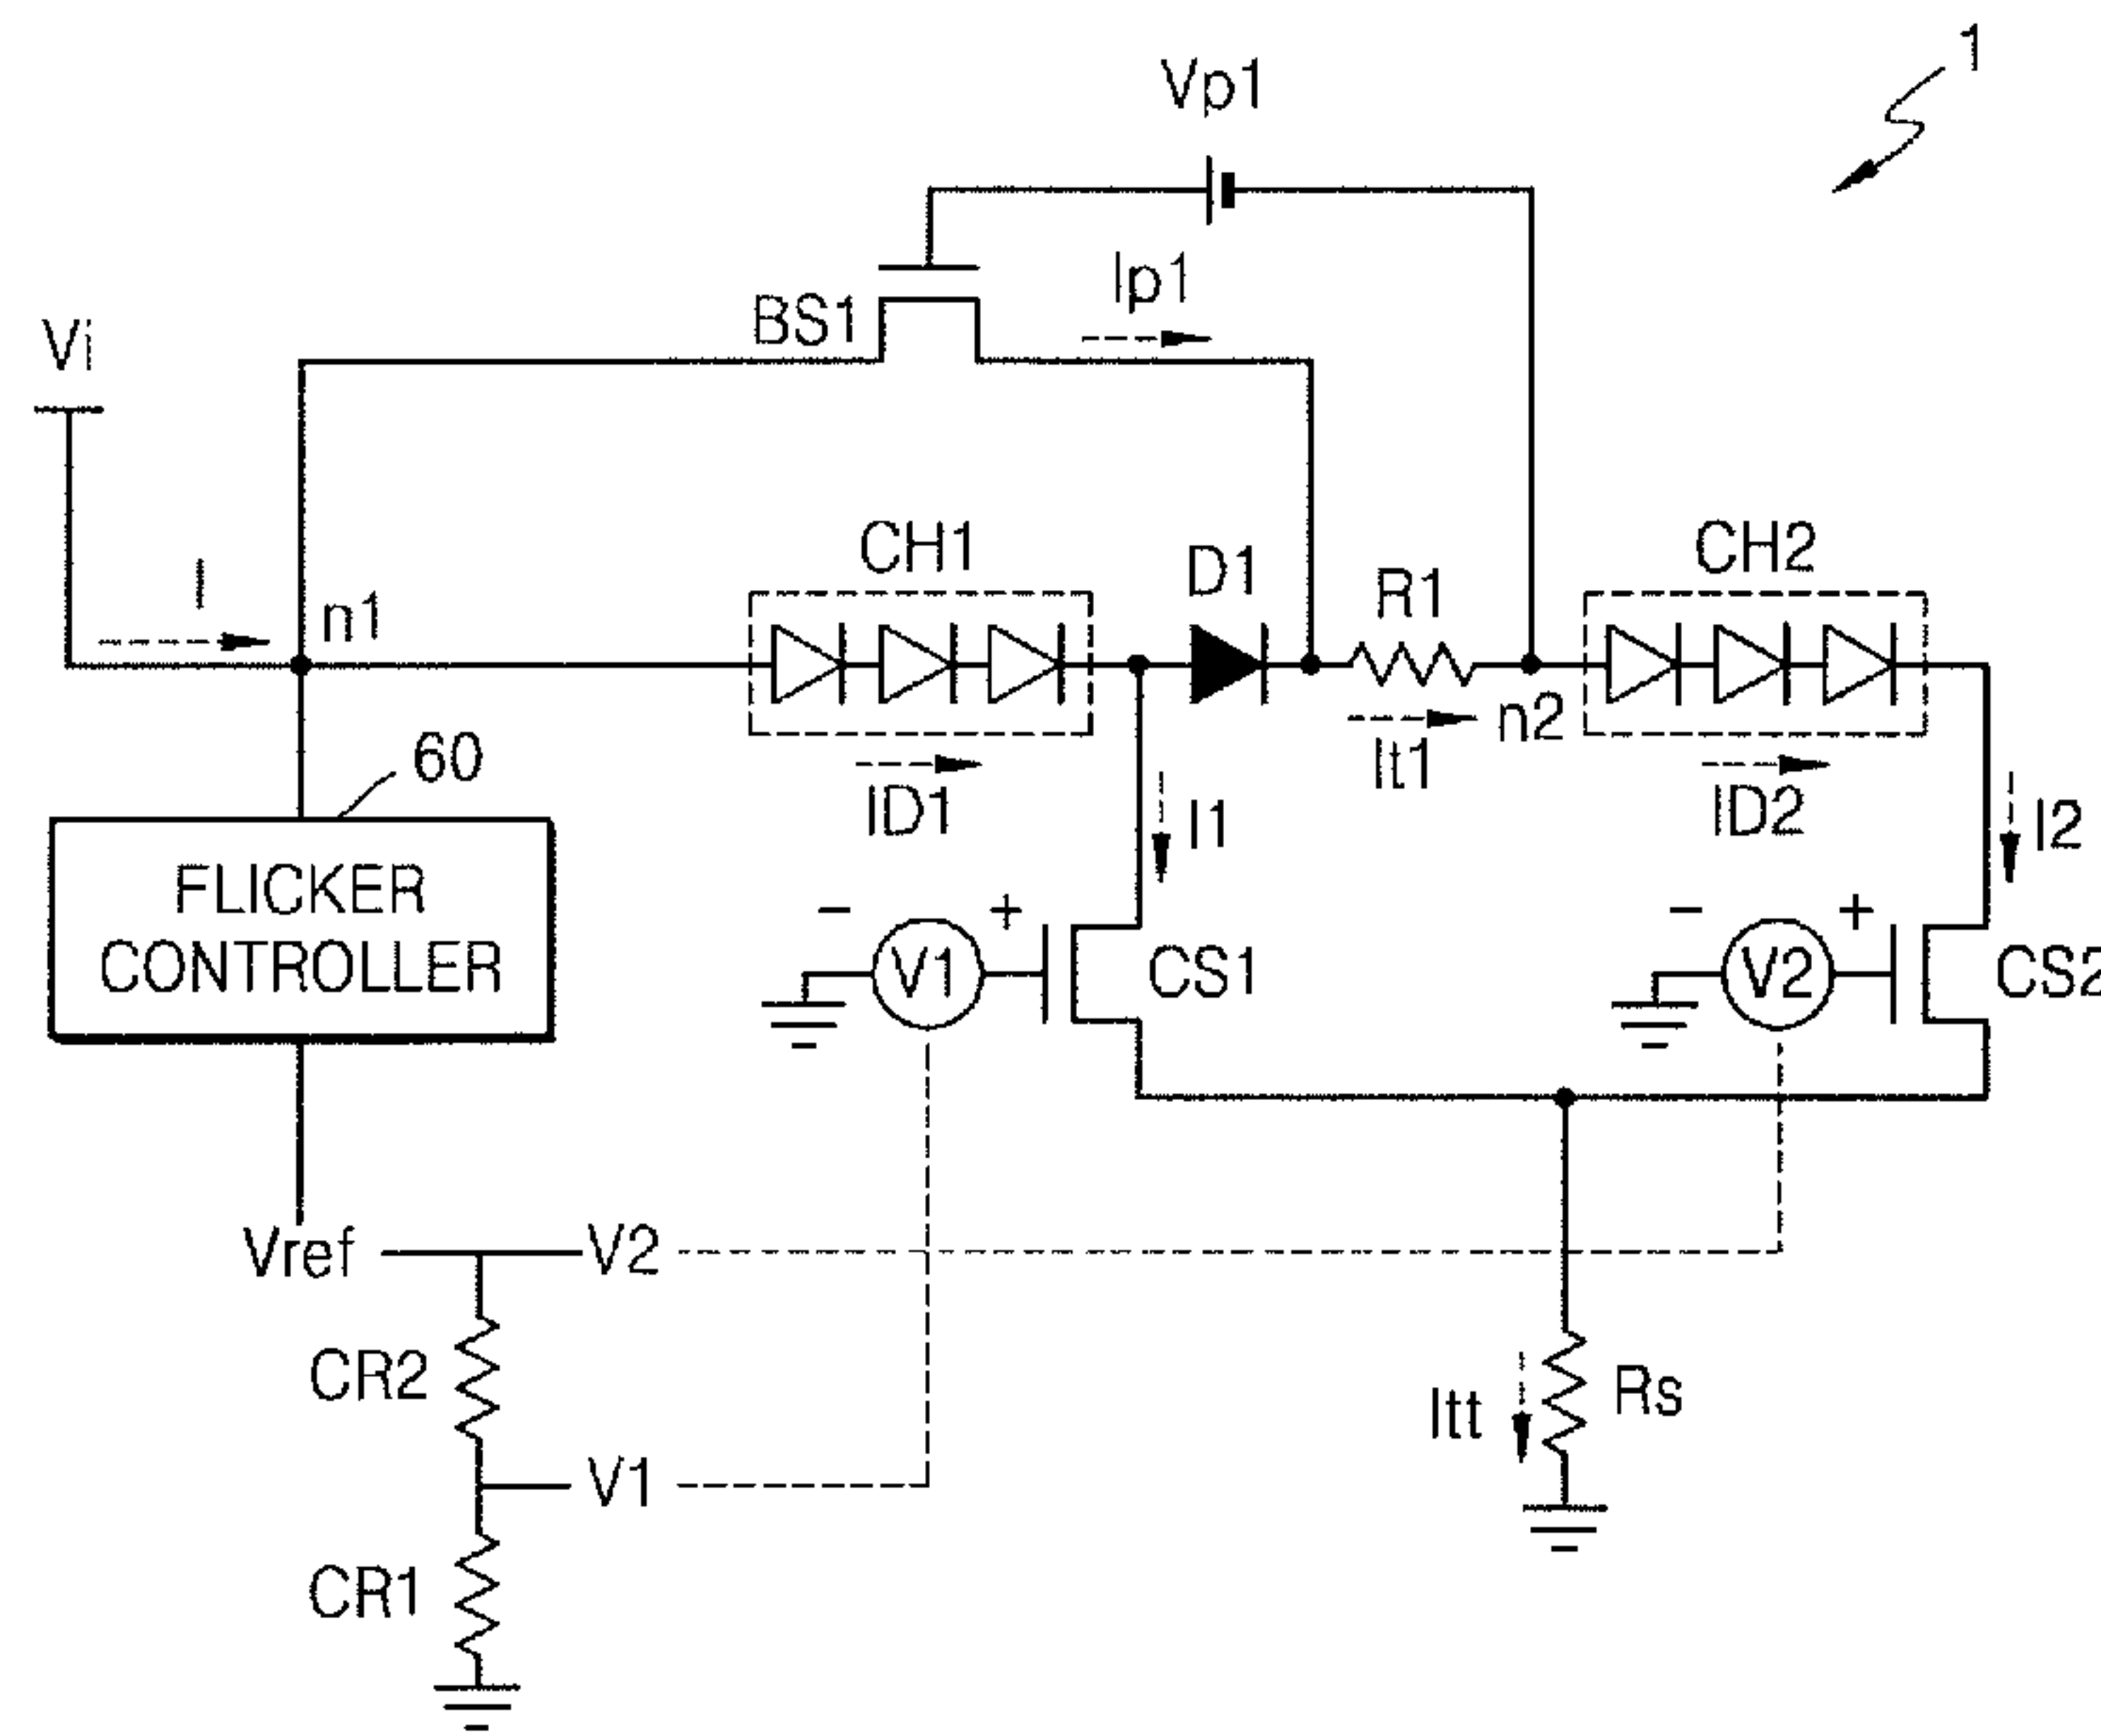 1
Vp1
Ip1
BS1
Vi
I
n1
CH1
D1
R1
CH2
n2
60
ID1
It1
ID2
I1
I2
FLICKER
CONTROLLER
- +
V1
CS1
- +
V2
CS2
Vref
V2
CR2
Itt
Rs
V1
CR1